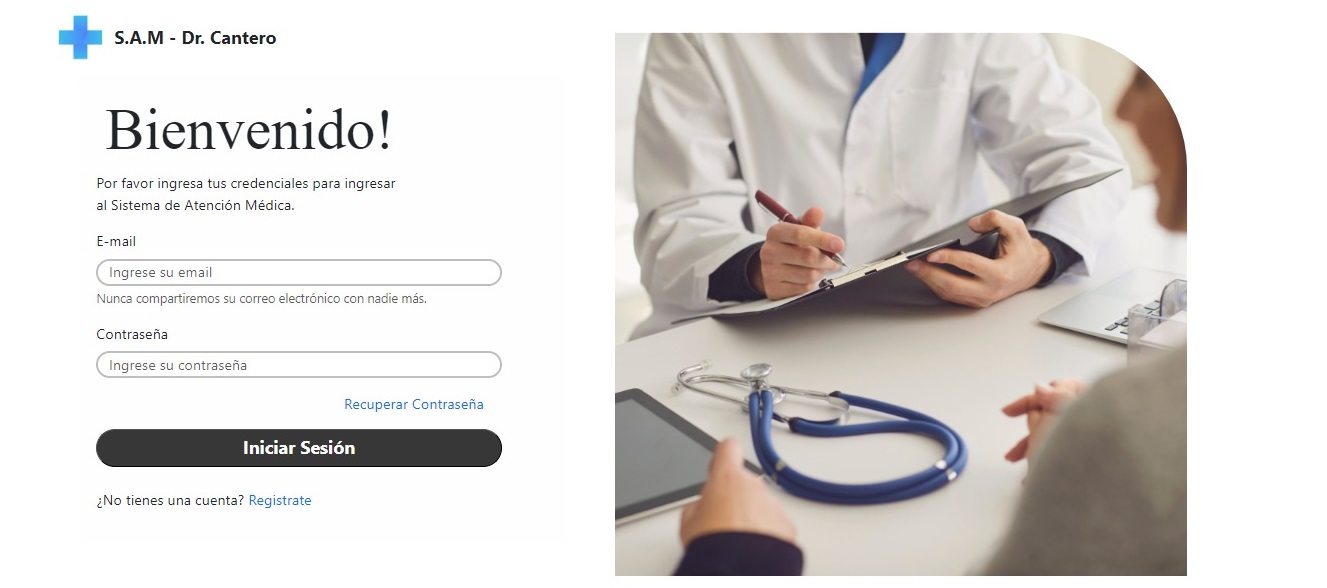 S.A.M - Dr. Cantero
Bienvenido!
Por favor ingresa tus credenciales para ingresar
al Sistema de Atención Médica.
E-mail
Ingrese su email
Nunca compartiremos su correo electrónico con nadie más.
Contraseña
Ingrese su contraseña
Recuperar Contraseña
Iniciar Sesión
¿No tienes una cuenta? Registrate